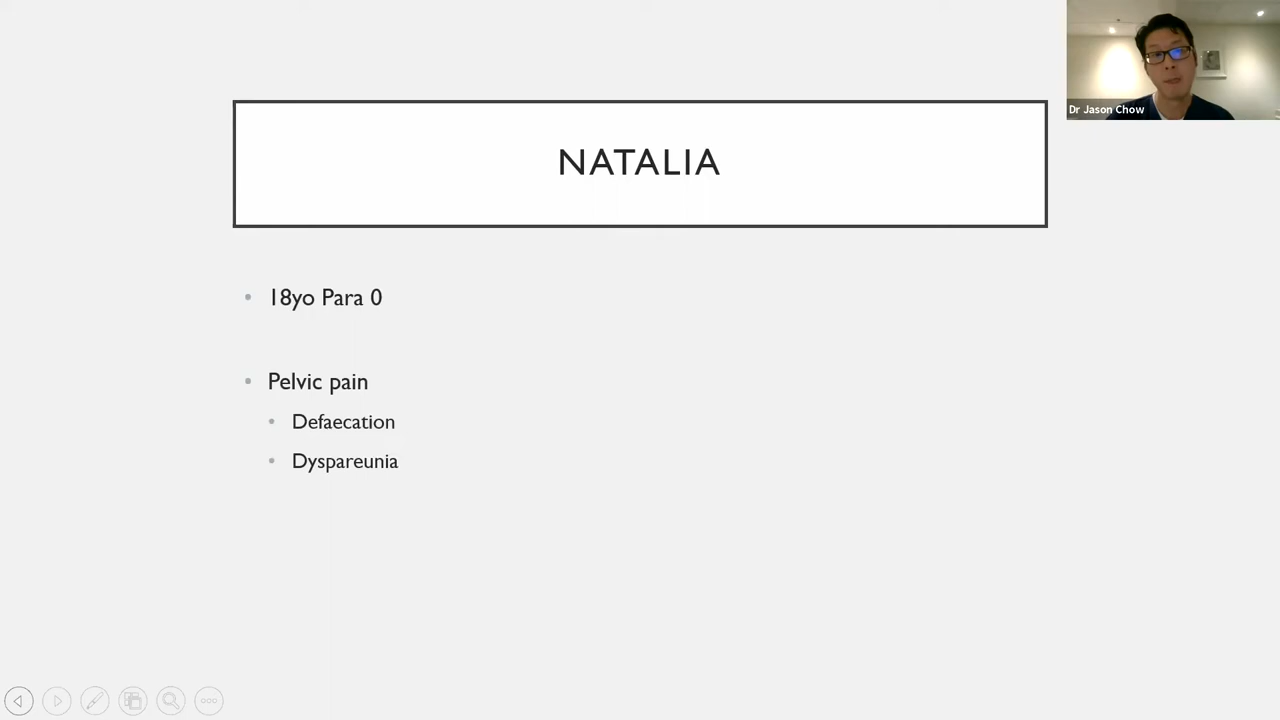 Dr Jason Chow
NATALIA
18yo Para 0
Pelvic pain
Defaecation
Dyspareunia